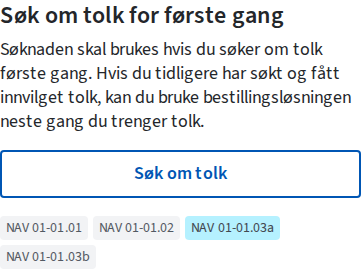 Søk om tolk for første gang
Søknaden skal brukes hvis du søker om tolk
første gang. Hvis du tidligere har søkt og fått
innvilget tolk, kan du bruke bestillingsløsningen
neste gang du trenger tolk.
Søk om tolk
NAV 01-01.01 NAV 01-01.02 NAV 01-01.03a
NAV 01-01.03b